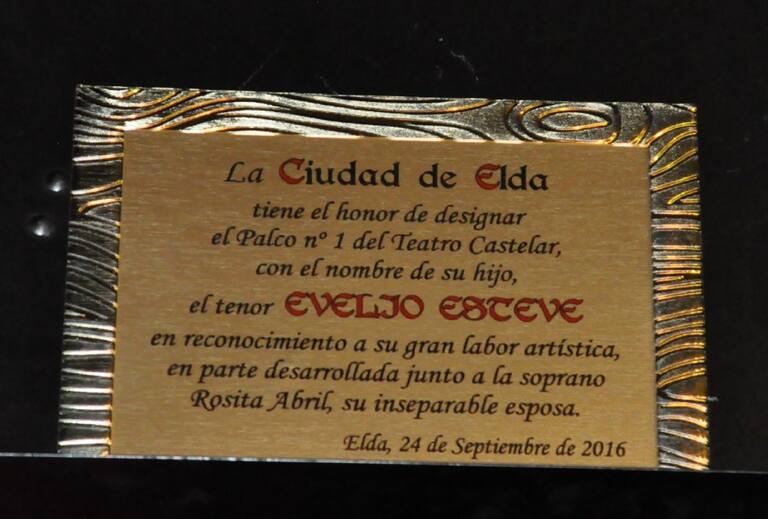 La Ciudad de Elda
tiene el honor de designar
el Palco nº 1 del Teatro Castelar,
con el nombre de su hijo,
el tenor EVELIO ESTEVE
en reconocimiento a su gran labor artística,
en parte desarrollada junto a la soprano
Rosita Abril, su inseparable esposa.
Elda, 24 de Septiembre de 2016